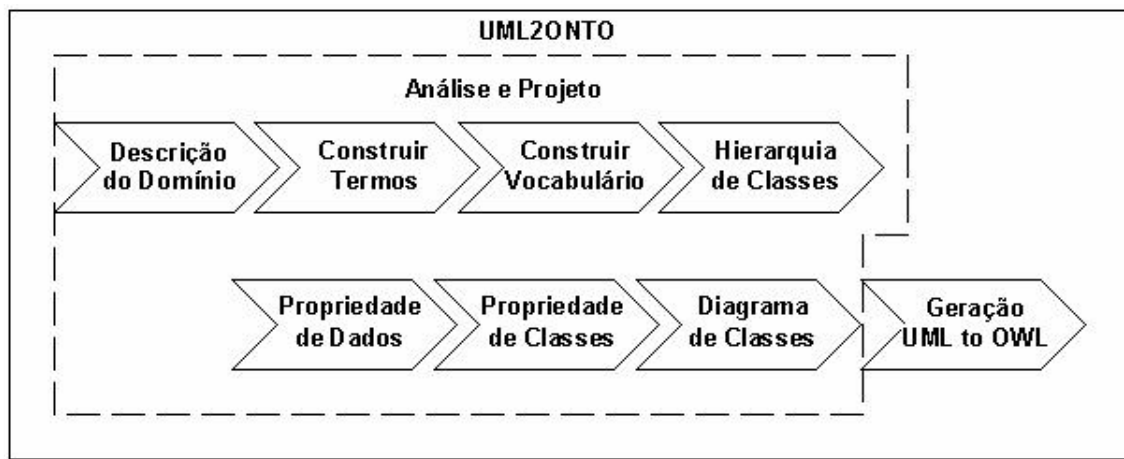 UML2ONTO
Análise e Projeto
Descrição
do Domínio
Construir
Termos
Construir
Vocabulário
Hierarquia
de Classes
Propriedade
de Dados
Propriedade
de Classes
Diagrama
de Classes
Geração
UML to OWL